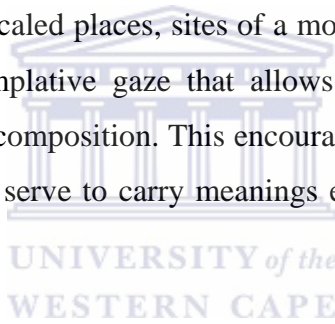 caled places, sites of a mo
nplative gaze that allows
composition. This encoura
serve to carry meanings e
UNIVERSITY of the
WESTERN CAPE